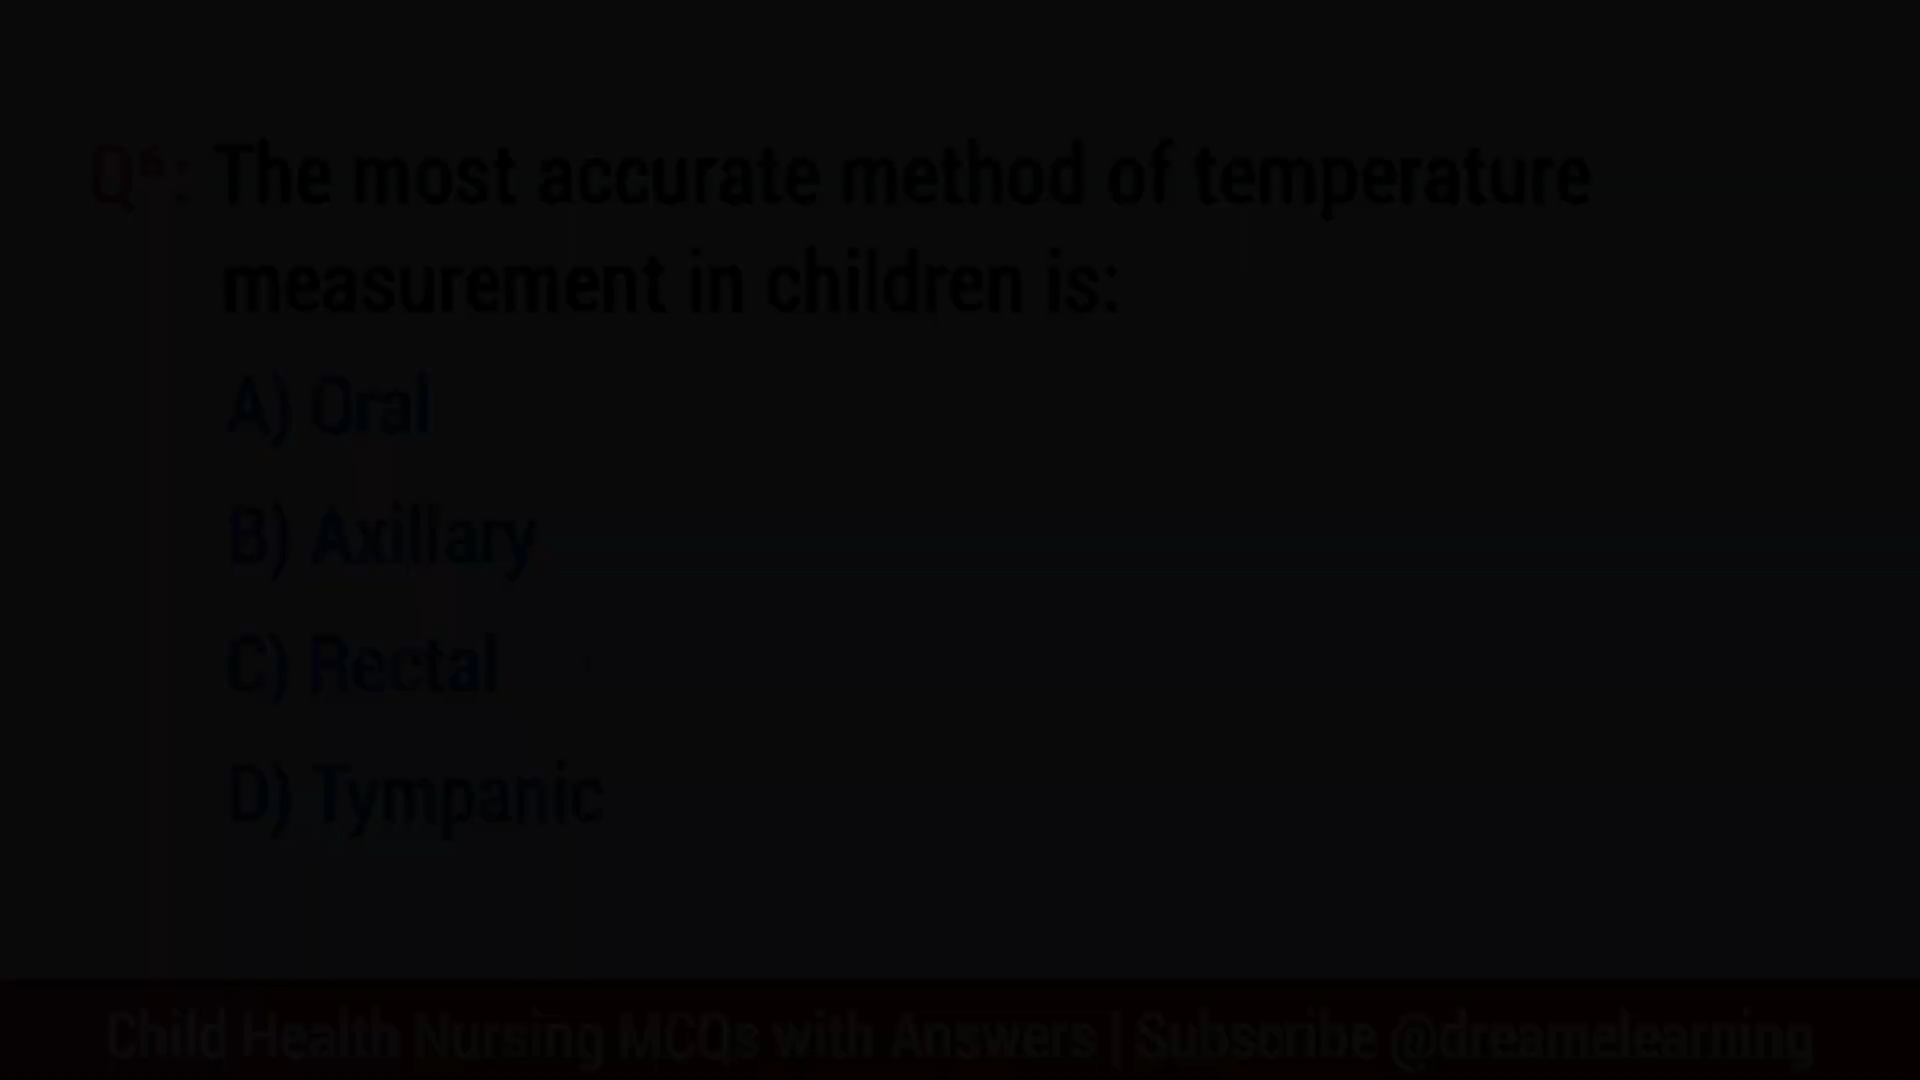 Q6: The most accurate method of temperature
measurement in children is:
A) Oral
B) Axillary
C) Rectal
D) Tympanic
Child Health Nursing MCQs with Answers | Subscribe @dreamelearning